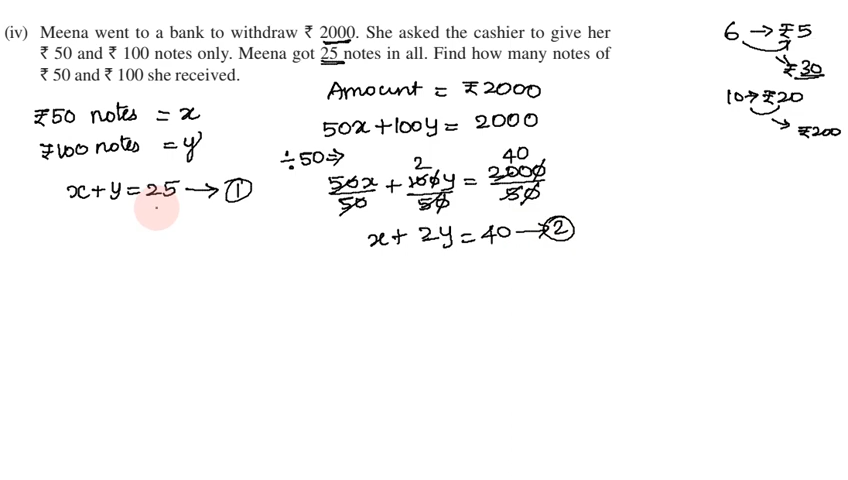 (iv) Meena went to a bank to withdraw ₹ 2000. She asked the cashier to give her
₹ 50 and ₹ 100 notes only. Meena got 25 notes in all. Find how many notes of
₹ 50 and ₹ 100 she received.
6 → ₹5
₹30
10→₹20
₹200
₹50 notes = x
₹100 notes = y
x+y=25 → ①
Amount = ₹2000
50x+100y = 2000
÷50⇒
2 40
50x/50 + 100y/50 = 2000/50
x+ 2y = 40 → ②